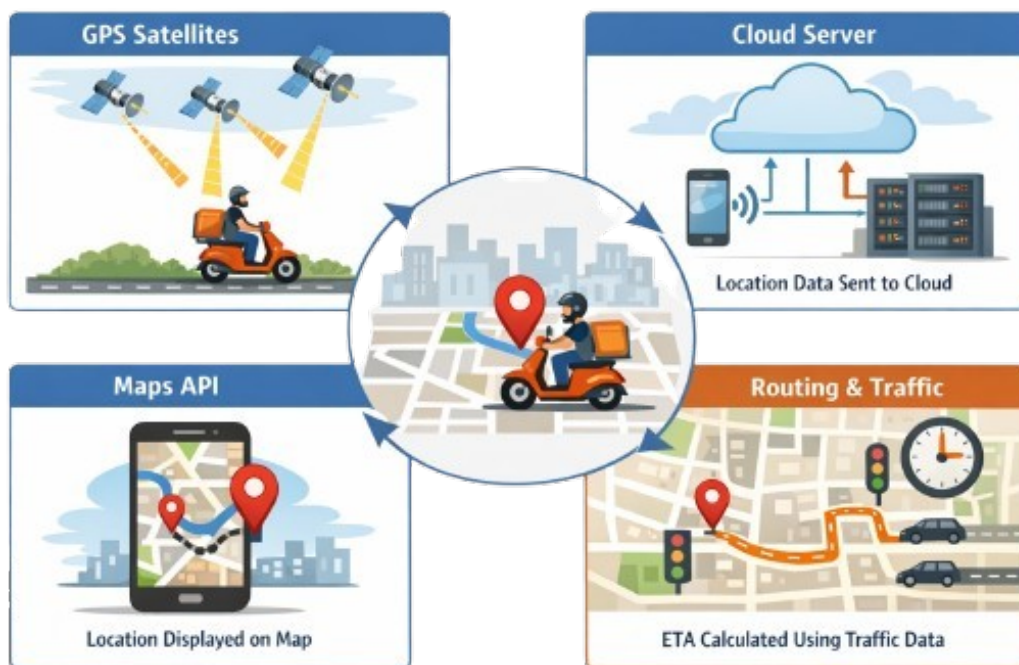 GPS Satellites
Cloud Server
Location Data Sent to Cloud
Maps API
Routing & Traffic
Location Displayed on Map
ETA Calculated Using Traffic Data